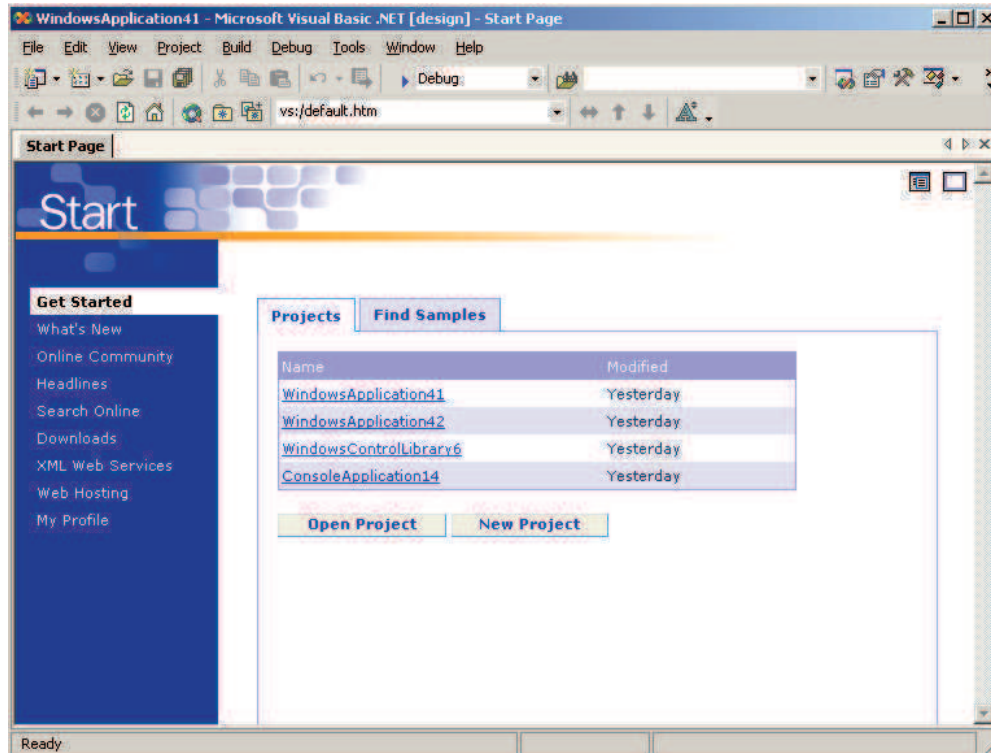 WindowsApplication41 - Microsoft Visual Basic .NET [design] - Start Page
File Edit View Project Build Debug Tools Window Help
Debug
vs:/default.htm
Start Page
Start
Get Started
What's New
Online Community
Headlines
Search Online
Downloads
XML Web Services
Web Hosting
My Profile
Projects Find Samples
Name Modified
WindowsApplication41 Yesterday
WindowsApplication42 Yesterday
WindowsControlLibrary6 Yesterday
ConsoleApplication14 Yesterday
Open Project New Project
Ready